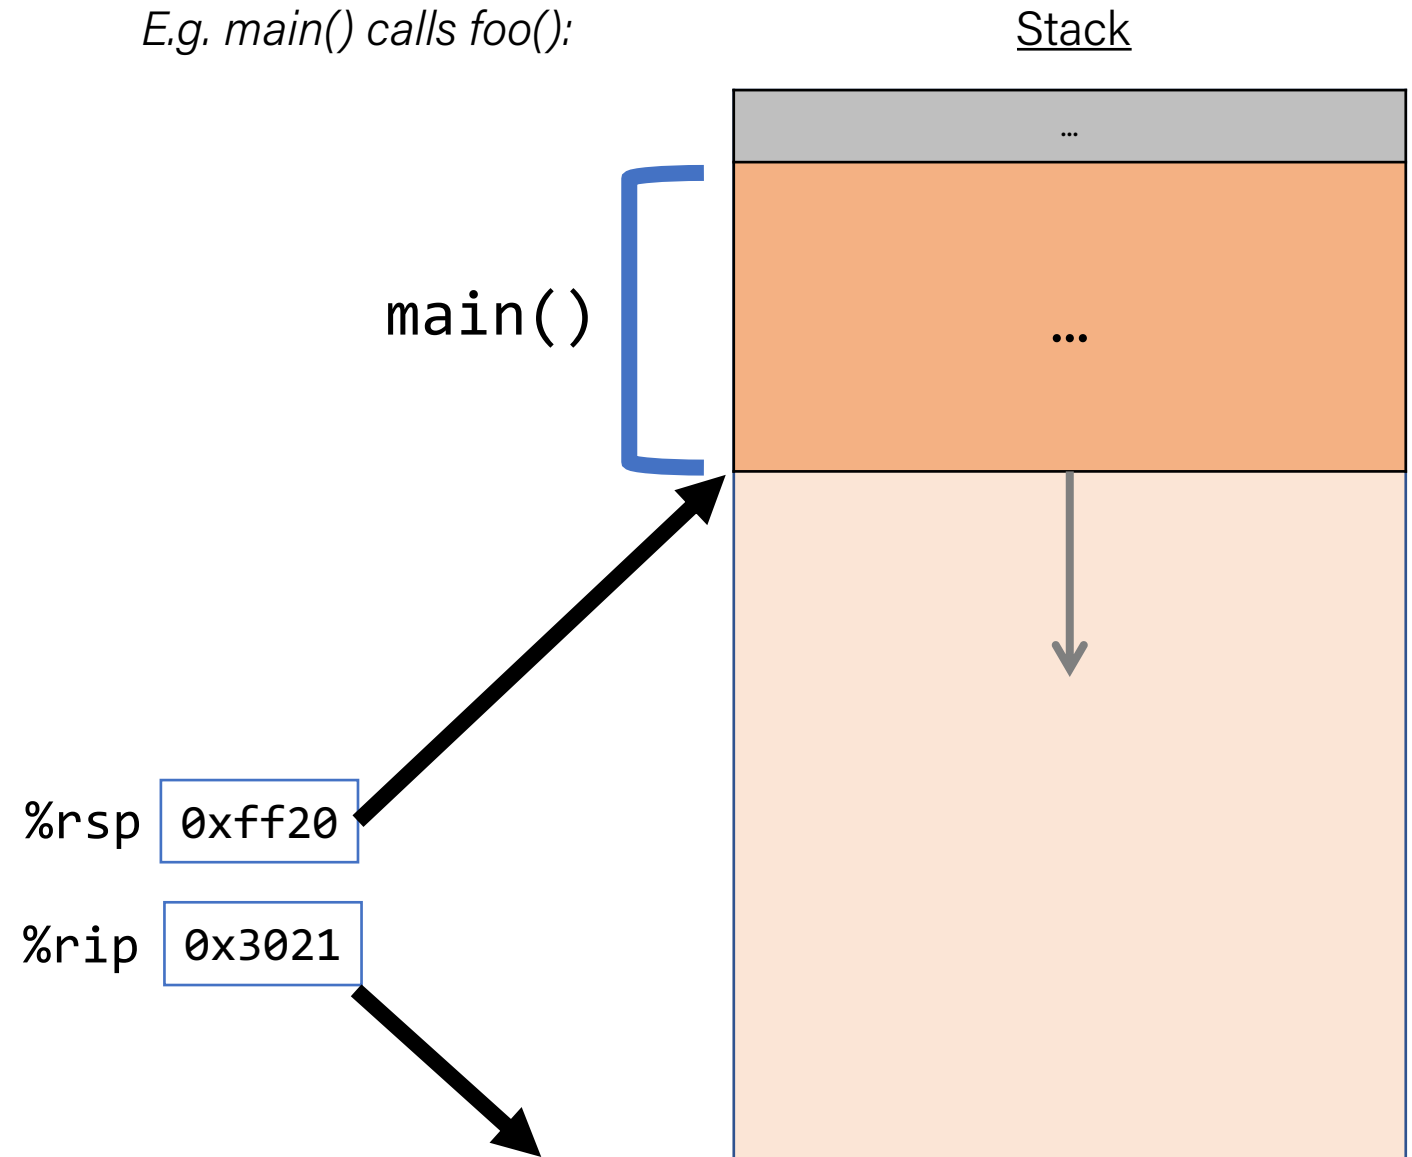 E.g. main() calls foo():
Stack
...
main()
...
%rsp 0xff20
%rip 0x3021